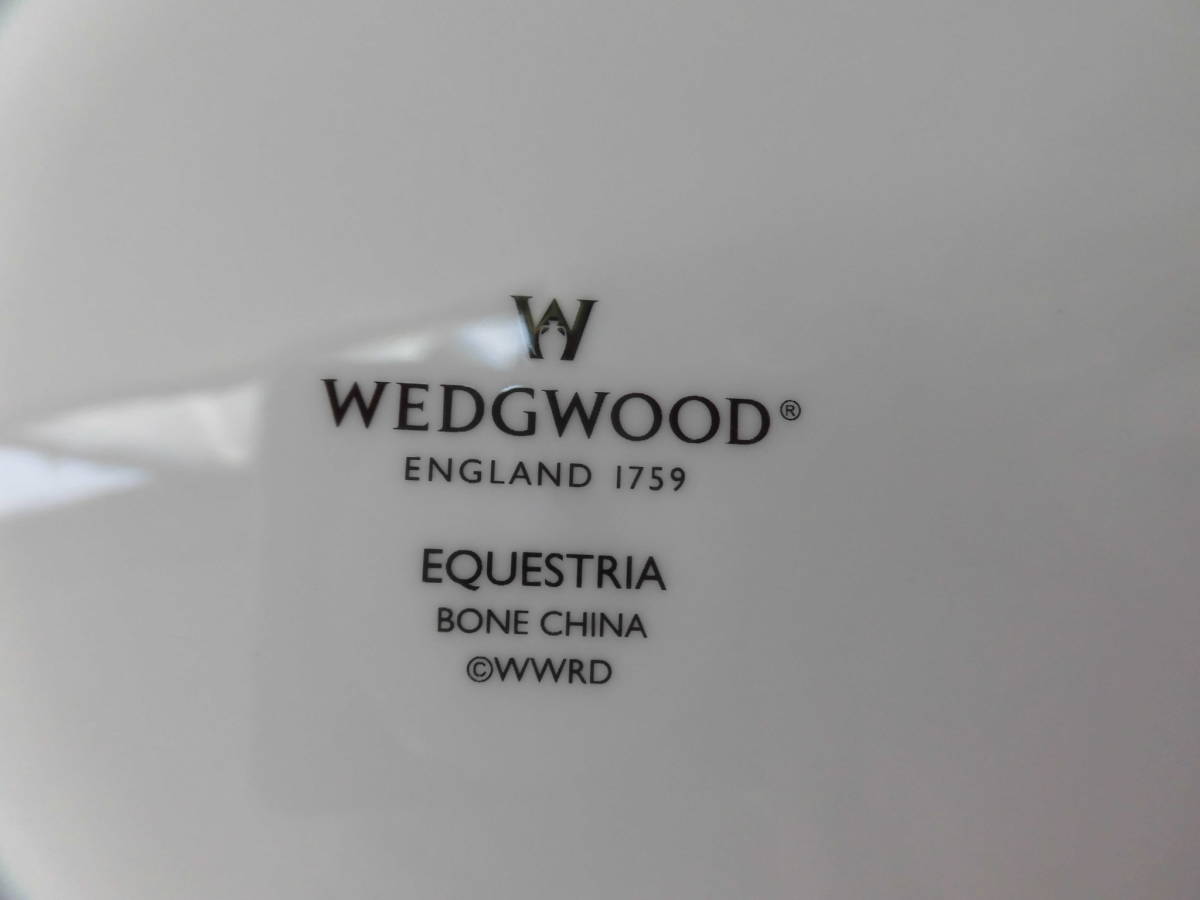 W
WEDGWOOD®
ENGLAND 1759
EQUESTRIA
BONE CHINA
©WWRD